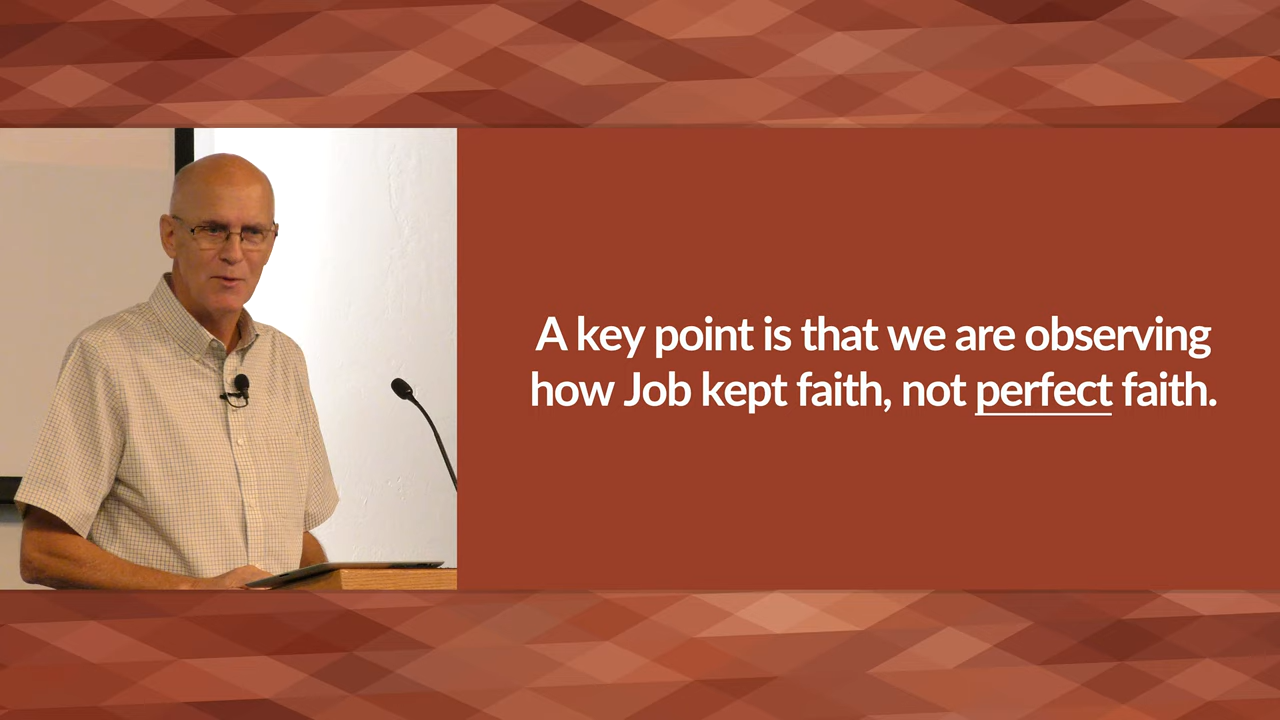 A key point is that we are observing
how Job kept faith, not perfect faith.